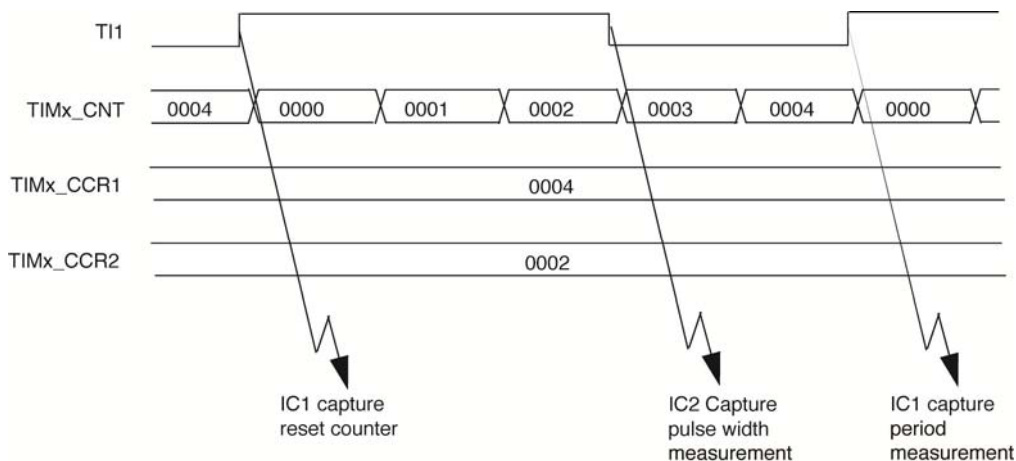 TI1
TIMx_CNT
0004
0000
0001
0002
0003
0004
0000
TIMx_CCR1
0004
TIMx_CCR2
0002
IC1 capture
reset counter
IC2 Capture
pulse width
measurement
IC1 capture
period
measurement